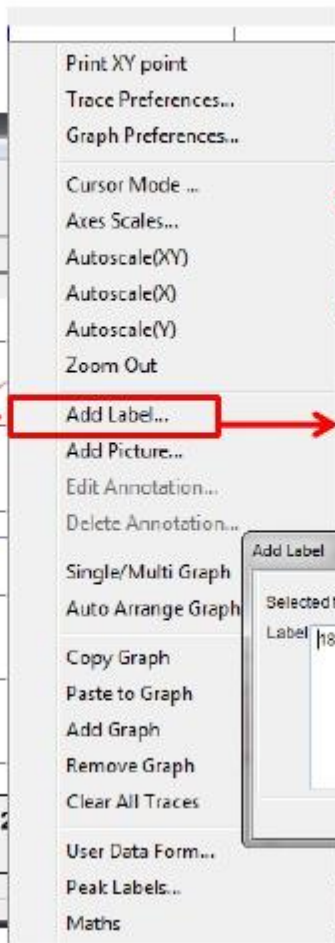 Print XY point
Trace Preferences...
Graph Preferences...
Cursor Mode ...
Axes Scales...
Autoscale(XY)
Autoscale(X)
Autoscale(Y)
Zoom Out
Add Label...
Add Picture...
Edit Annotation...
Delete Annotation...
Single/Multi Graph
Auto Arrange Graph
Copy Graph
Paste to Graph
Add Graph
Remove Graph
Clear All Traces
User Data Form...
Peak Labels...
Maths
Add Label
Selected
Label 18